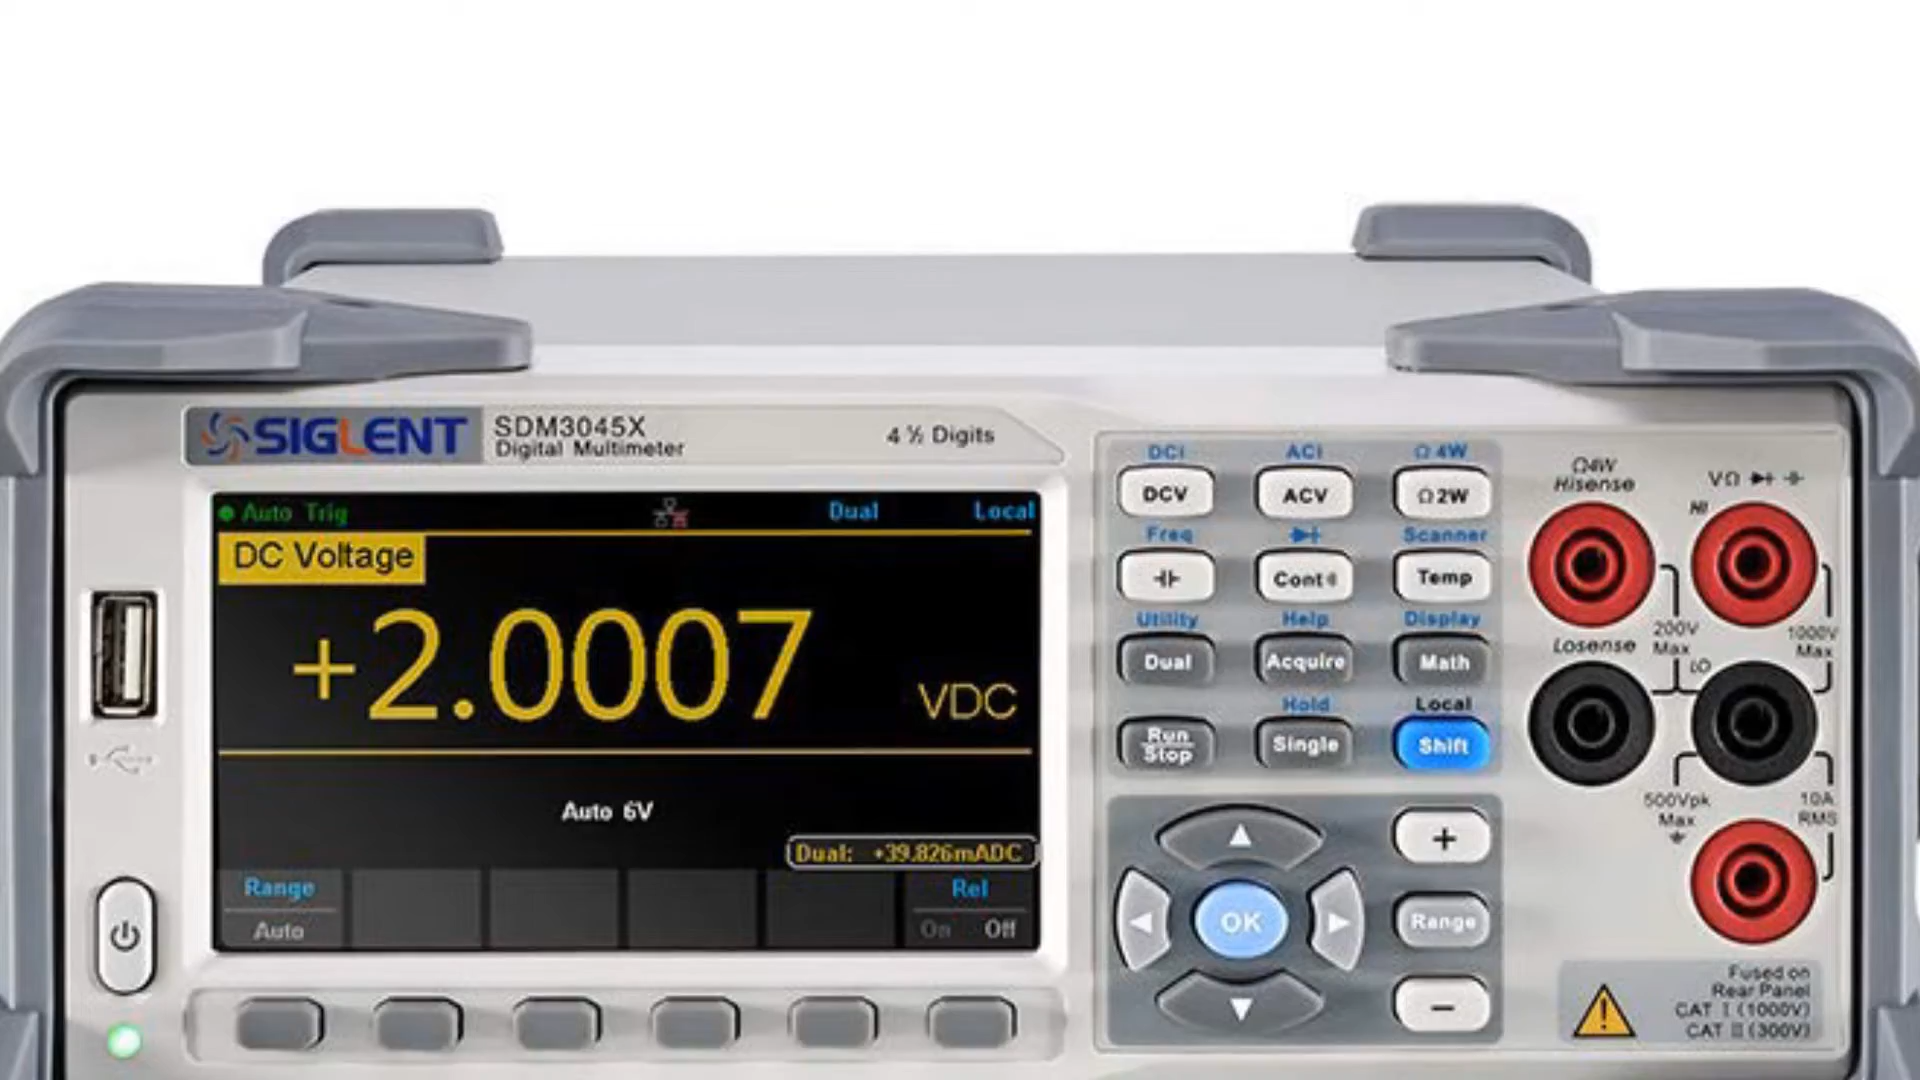 SIGLENT SDM3045X
Digital Multimeter
4 ½ Digits
Auto Trig Dual Local
DC Voltage
+2.0007 VDC
Auto 6V
Dual: +39.826mADC
Range Rel
Auto On Off
DCI ACI Ω4W
DCV ACV Ω2W
Freq Scanner
Cont Temp
Utility Help Display
Dual Acquire Math
Hold Local
Run
Stop Single Shift
OK
+
Range
−
Ω4W
Hisense
VΩ
HI
200V
Max
1000V
Max
Losense
LO
500Vpk
Max
10A
RMS
Fused on
Rear Panel
CAT I (1000V)
CAT II (300V)